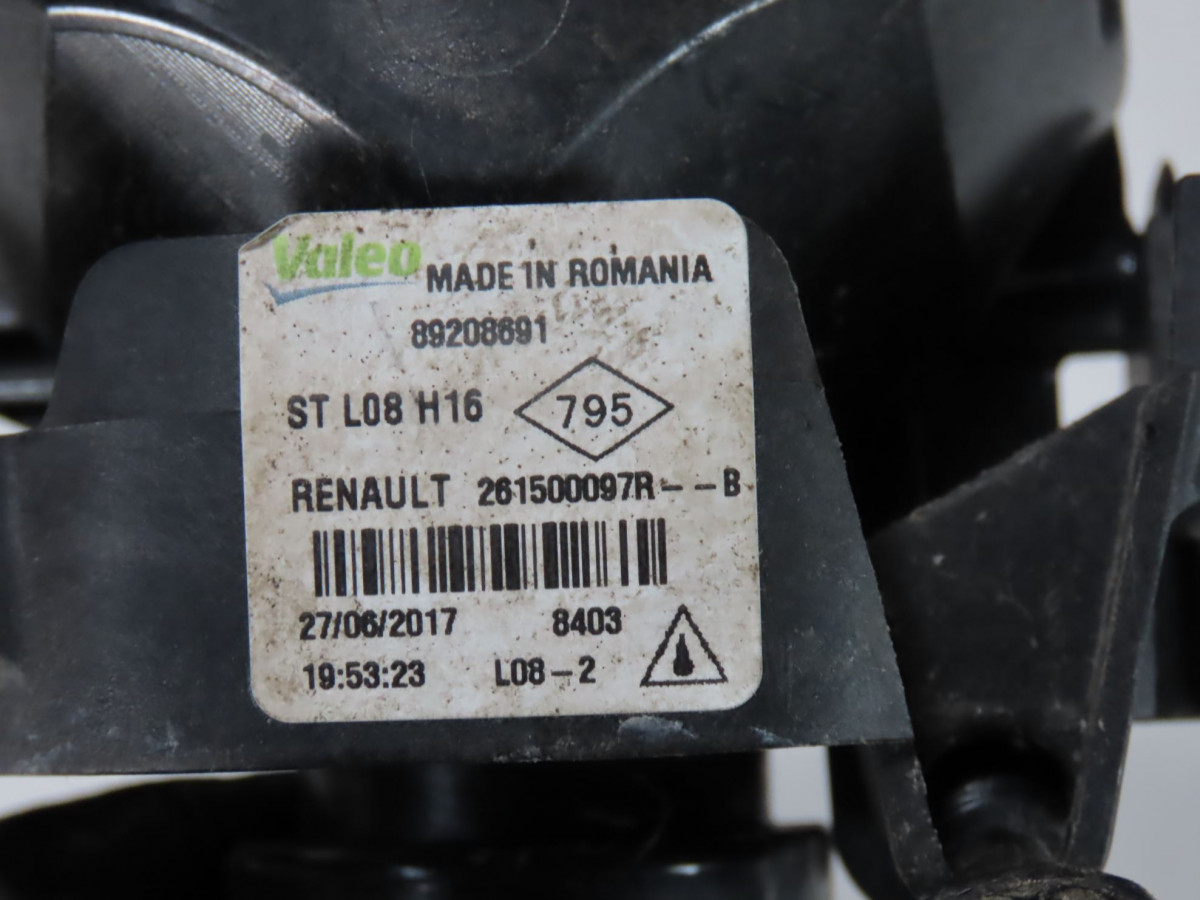 Valeo MADE IN ROMANIA
89208691
ST L08 H16 795
RENAULT 261500097R--B
27/06/2017 8403
19:53:23 L08-2